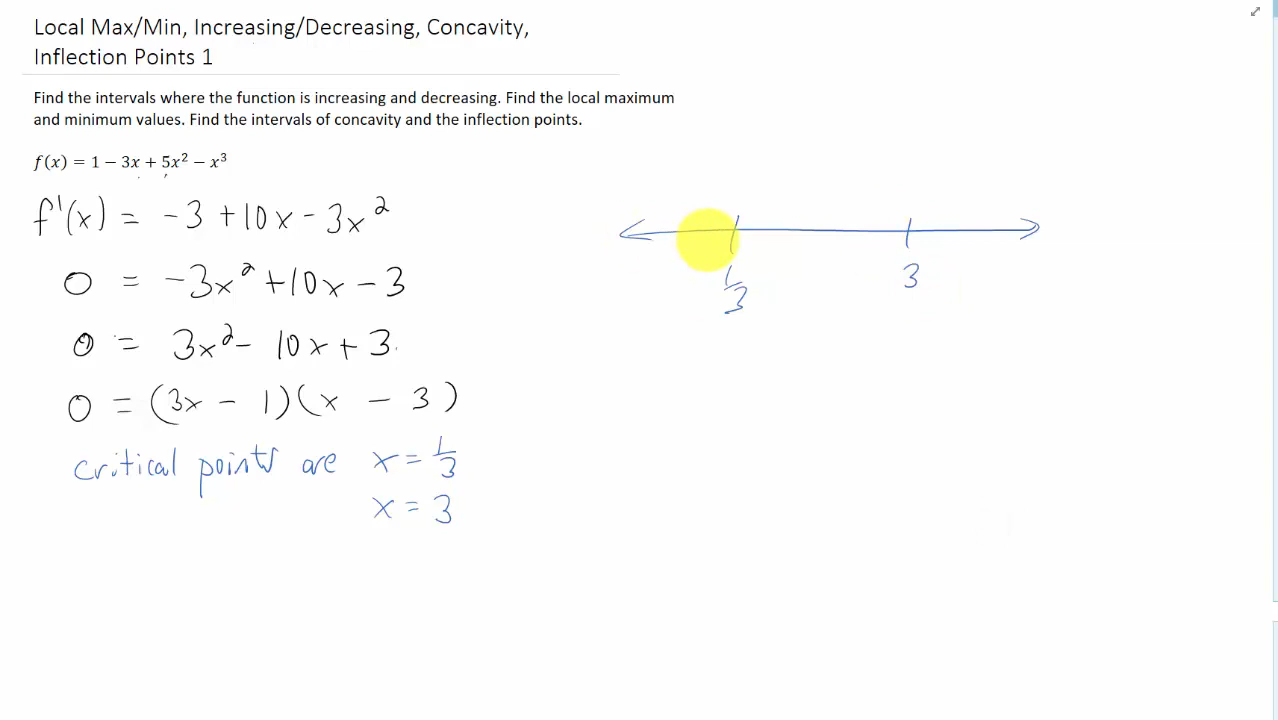 Local Max/Min, Increasing/Decreasing, Concavity,
Inflection Points 1
Find the intervals where the function is increasing and decreasing. Find the local maximum
and minimum values. Find the intervals of concavity and the inflection points.
f(x) = 1 − 3x + 5x² − x³
f'(x) = -3 + 10x - 3x²
0 = -3x² + 10x - 3
0 = 3x² - 10x + 3
0 = (3x - 1)(x - 3)
critical points are x = 1/3
x = 3
1/3 3